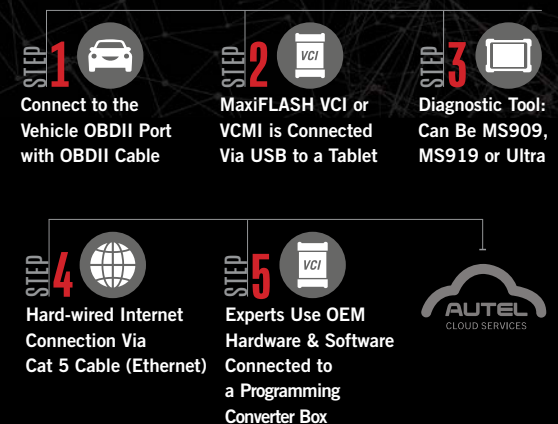 STEP 1
Connect to the
Vehicle OBDII Port
with OBDII Cable
STEP 2
VCI
MaxiFLASH VCI or
VCMI is Connected
Via USB to a Tablet
STEP 3
Diagnostic Tool:
Can Be MS909,
MS919 or Ultra
STEP 4
Hard-wired Internet
Connection Via
Cat 5 Cable (Ethernet)
STEP 5
VCI
Experts Use OEM
Hardware & Software
Connected to
a Programming
Converter Box
AUTEL
CLOUD SERVICES